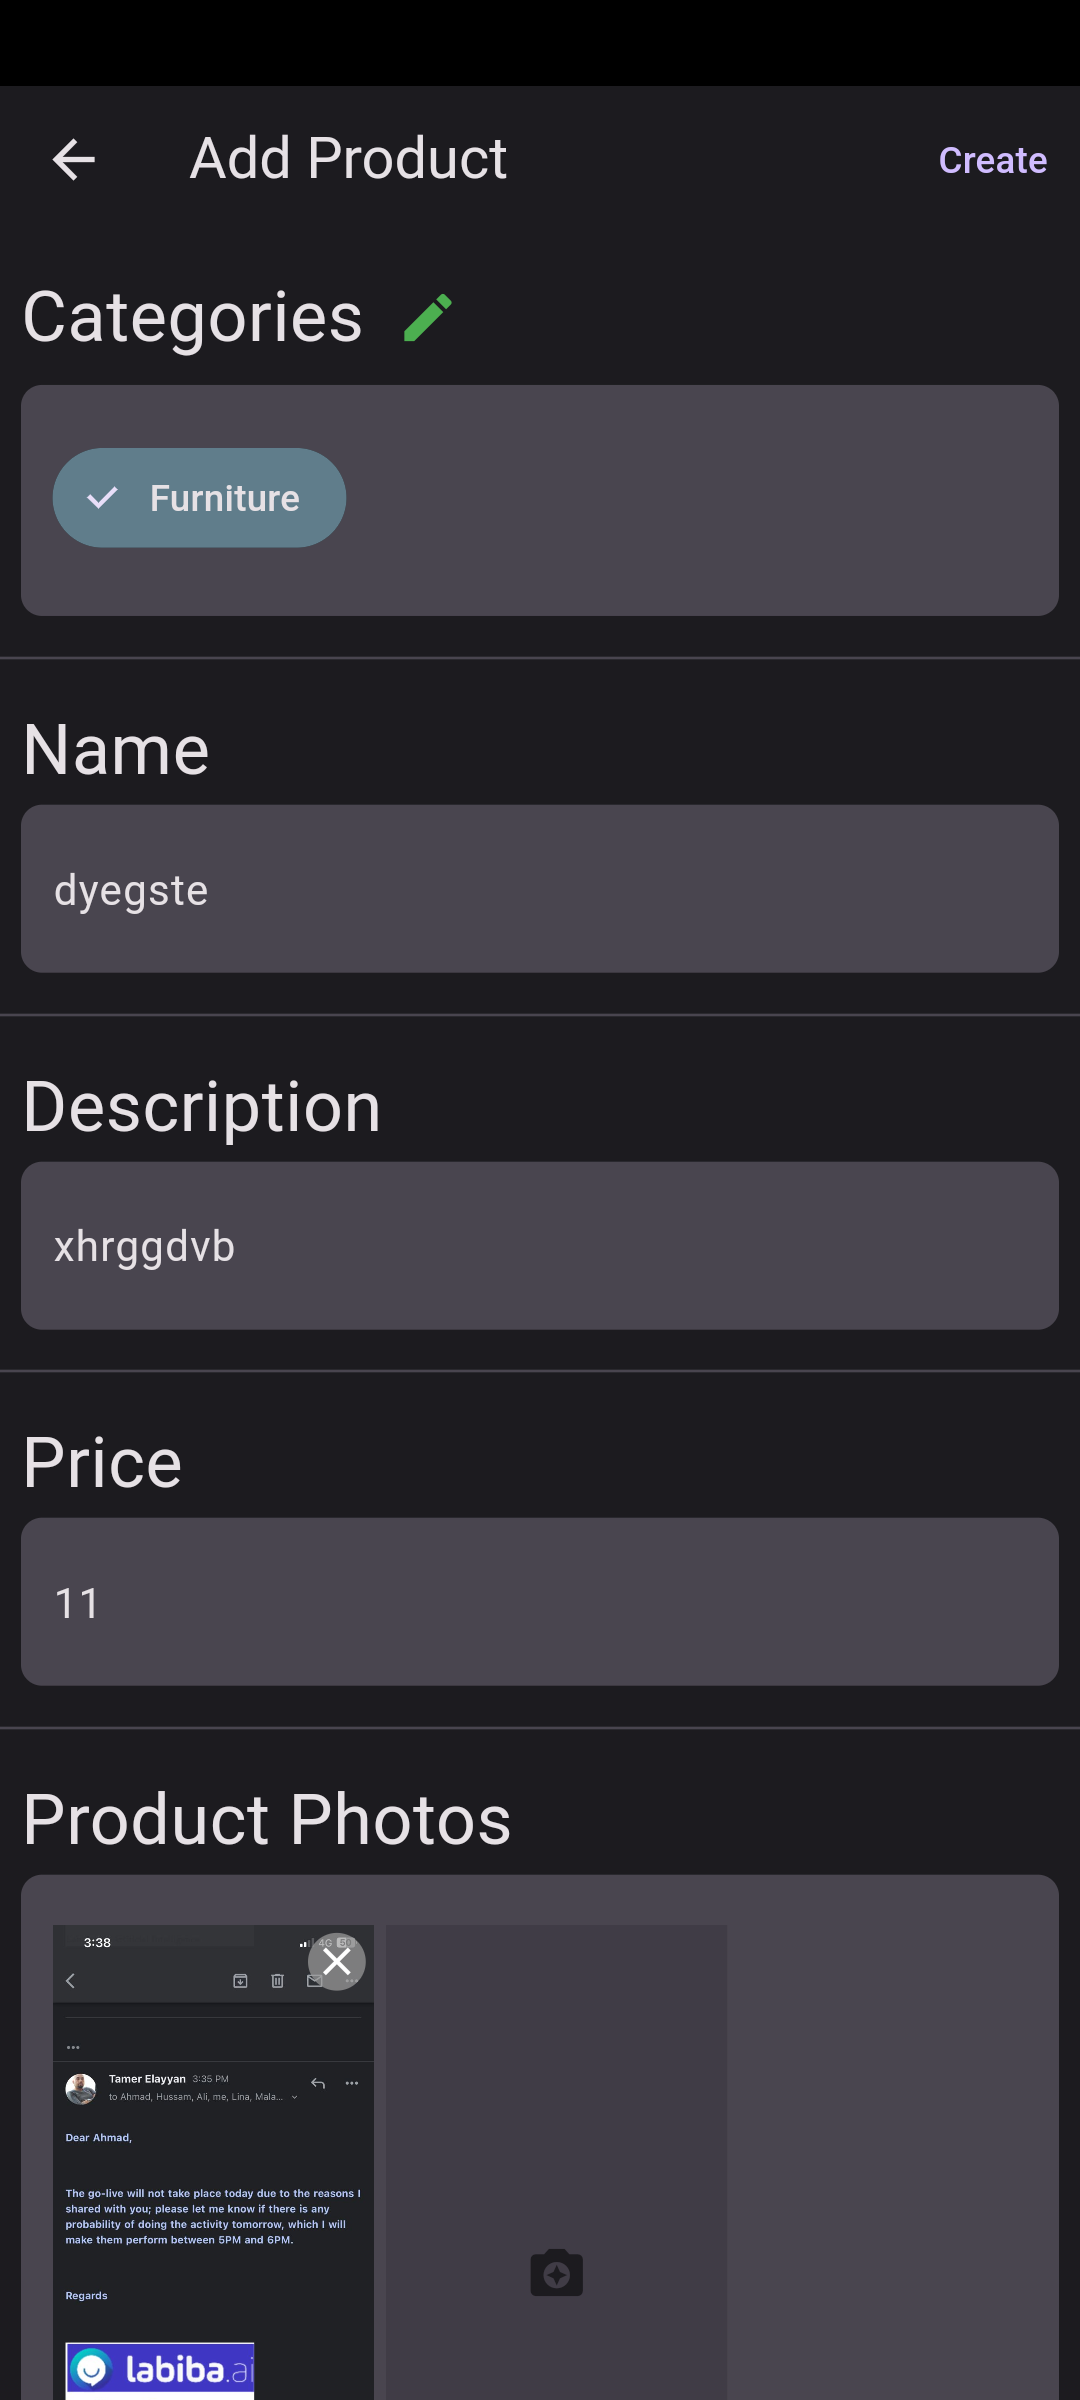 Add Product
Create
Categories
Furniture
Name
dyegste
Description
xhrggdvb
Price
11
Product Photos
3:38
4G 50
Tamer Elayyan 3:35 PM
to Ahmad, Hussam, Ali, me, Lina, Mala...
Dear Ahmad,
The go-live will not take place today due to the reasons I
shared with you; please let me know if there is any
probability of doing the activity tomorrow, which I will
make them perform between 5PM and 6PM.
Regards
labiba.ai